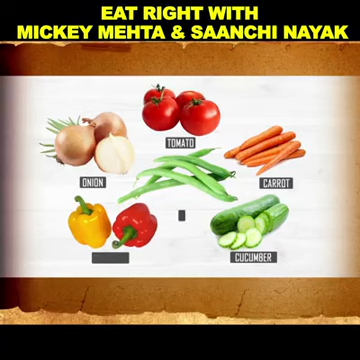 EAT RIGHT WITH
MICKEY MEHTA & SAANCHI NAYAK
TOMATO
ONION
CARROT
CUCUMBER